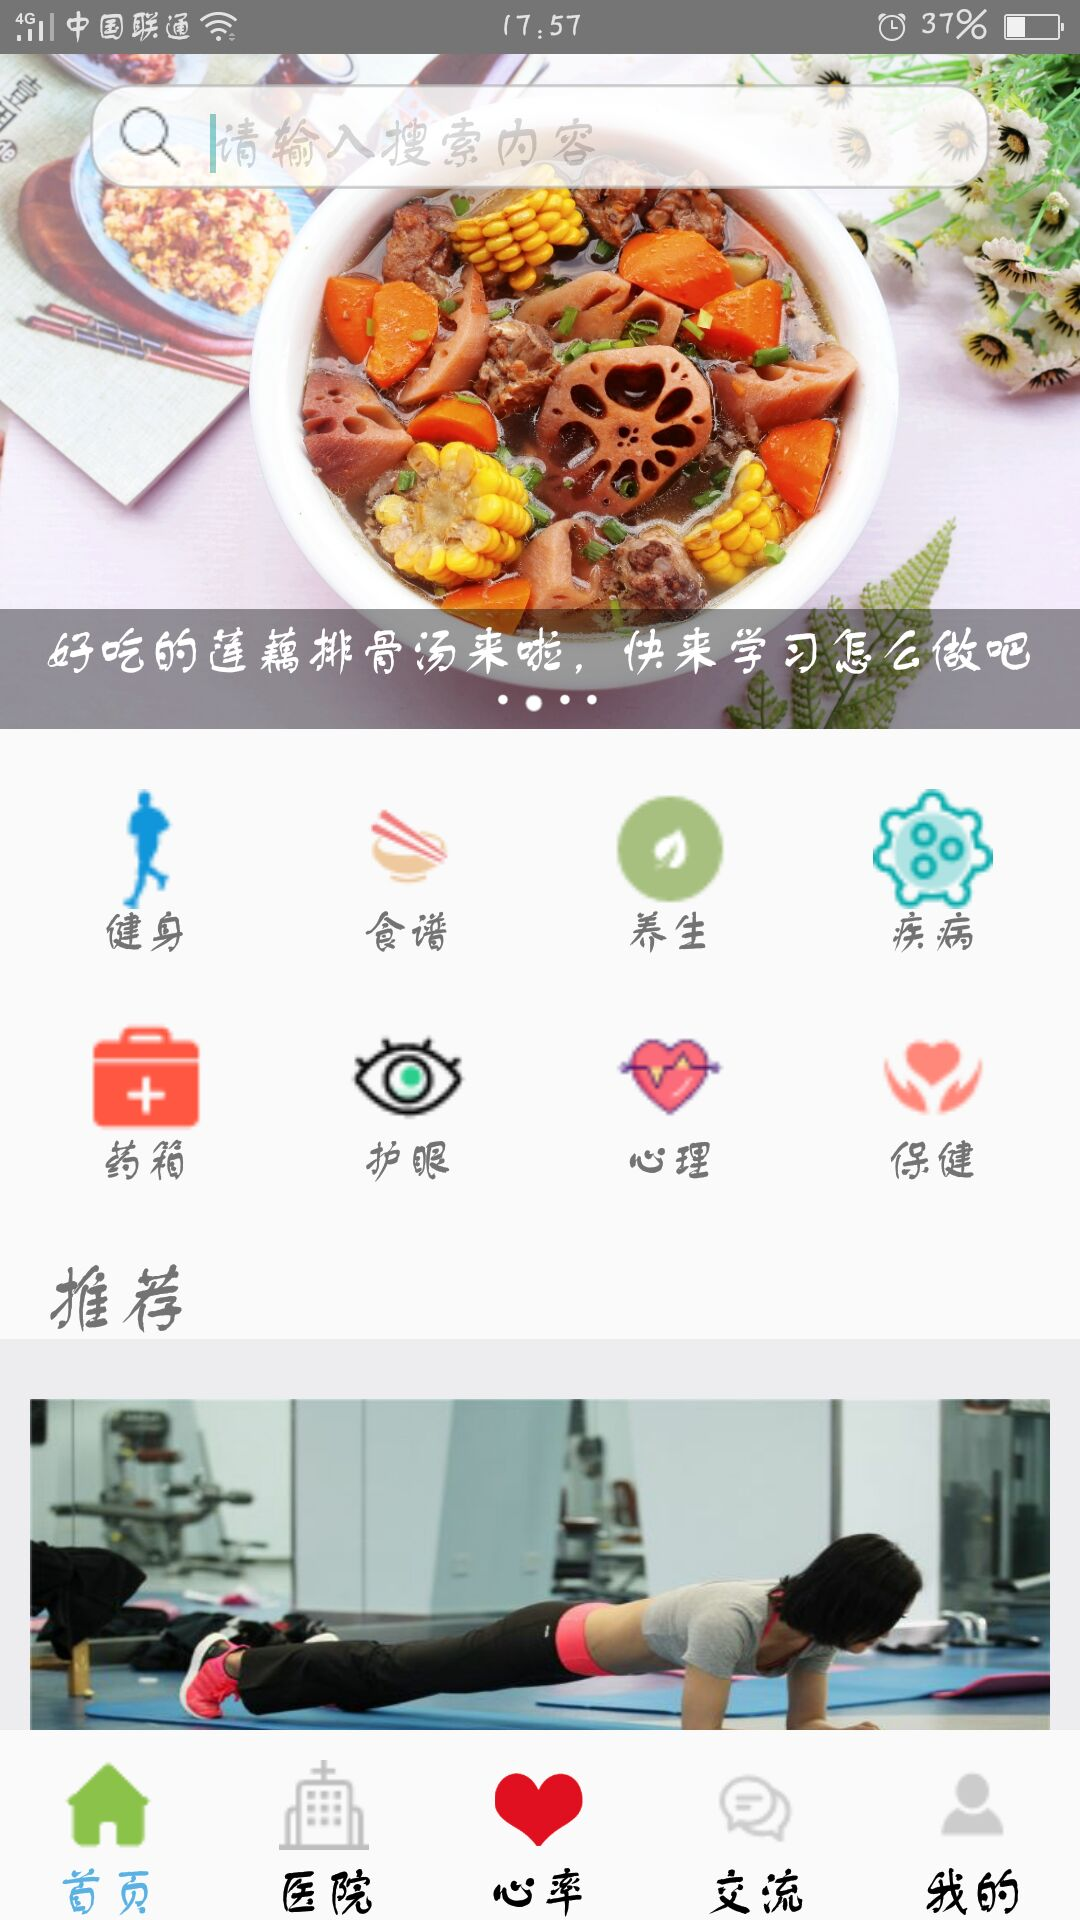 4G 中国联通 17:57 37%
请输入搜索内容
好吃的莲藕排骨汤来啦，快来学习怎么做吧
健身 食谱 养生 疾病
药箱 护眼 心理 保健
推荐
首页 医院 心率 交流 我的